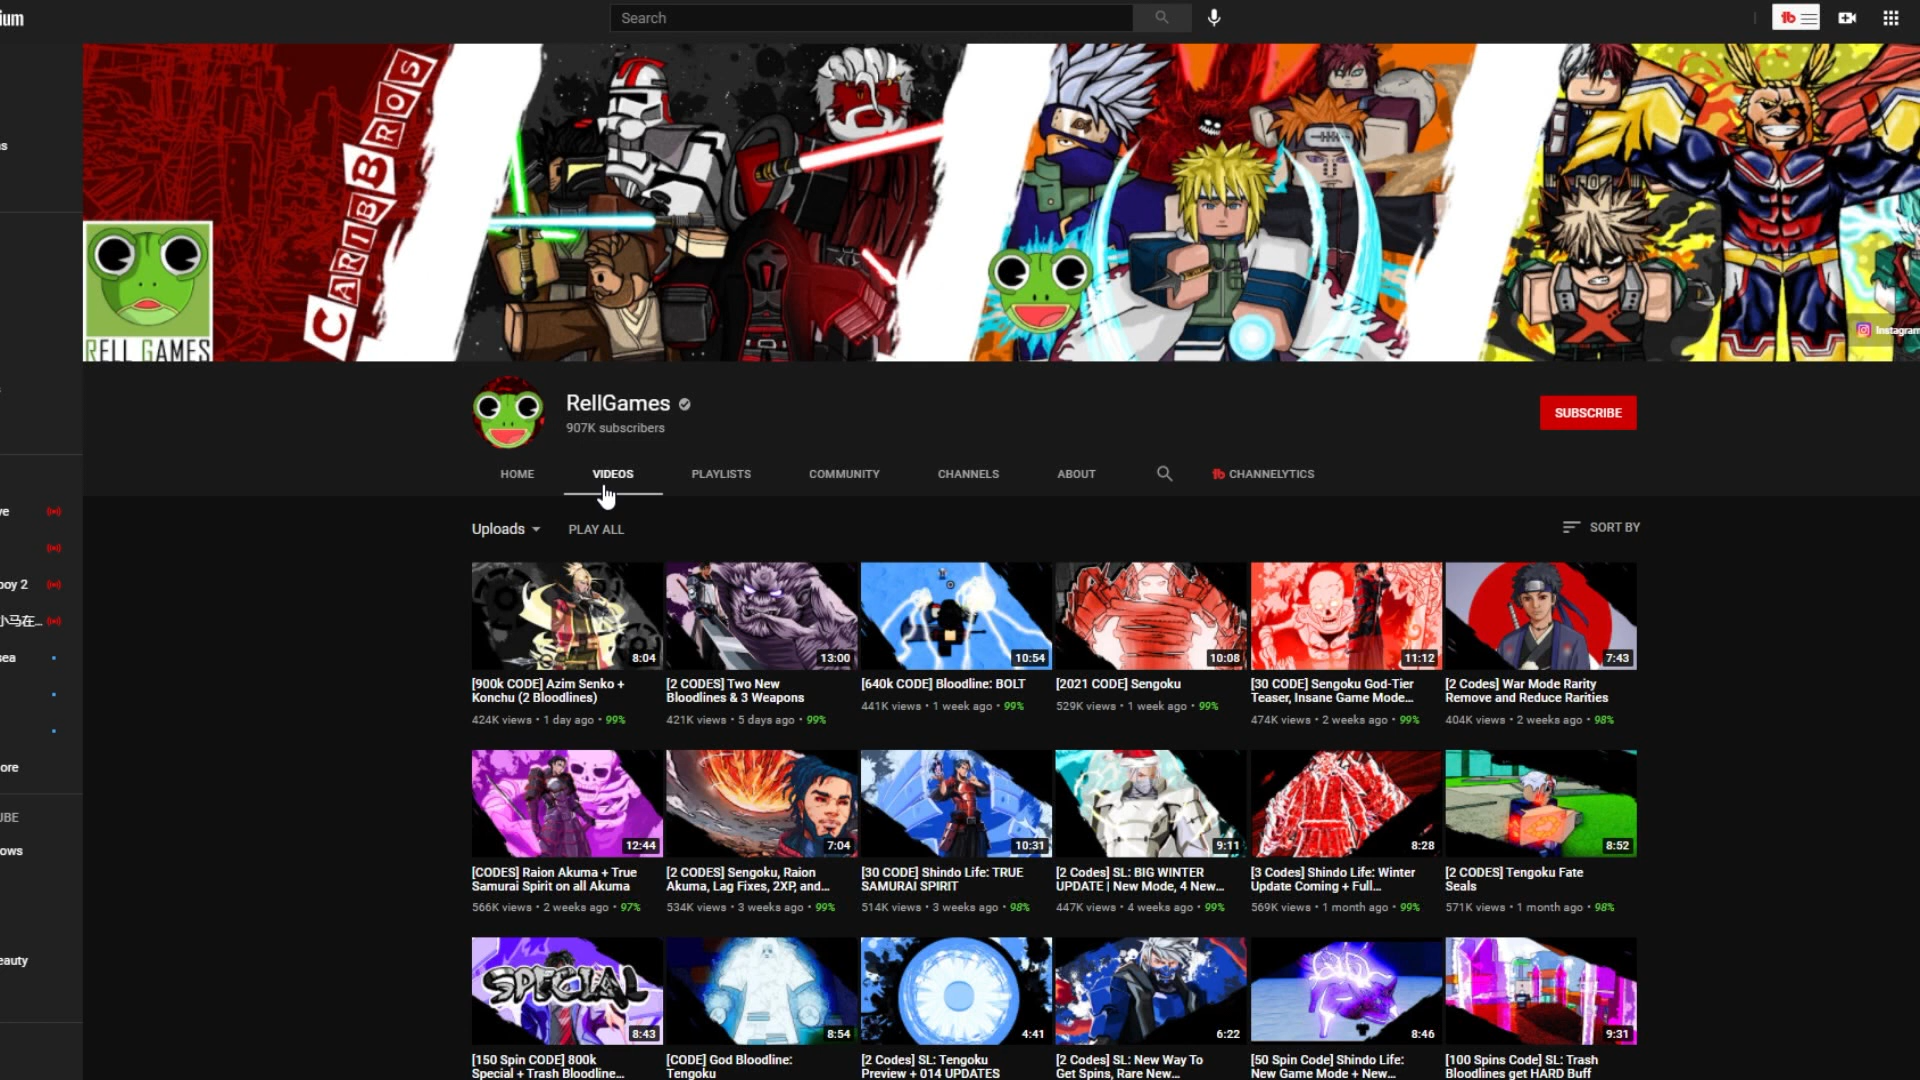 ium
Search
CARIBBROS
RELL GAMES
Instagram
RellGames
907K subscribers
SUBSCRIBE
HOME
VIDEOS
PLAYLISTS
COMMUNITY
CHANNELS
ABOUT
CHANNELYTICS
Uploads
PLAY ALL
SORT BY
s
ve
boy 2
小马在...
sea
ore
UBE
ows
eauty
8:04
13:00
10:54
10:08
11:12
7:43
[900k CODE] Azim Senko +
Konchu (2 Bloodlines)
424K views • 1 day ago • 99%
[2 CODES] Two New
Bloodlines & 3 Weapons
421K views • 5 days ago • 99%
[640k CODE] Bloodline: BOLT
441K views • 1 week ago • 99%
[2021 CODE] Sengoku
529K views • 1 week ago • 99%
[30 CODE] Sengoku God-Tier
Teaser, Insane Game Mode...
474K views • 2 weeks ago • 99%
[2 Codes] War Mode Rarity
Remove and Reduce Rarities
404K views • 2 weeks ago • 98%
12:44
7:04
10:31
9:11
8:28
8:52
[CODES] Raion Akuma + True
Samurai Spirit on all Akuma
566K views • 2 weeks ago • 97%
[2 CODES] Sengoku, Raion
Akuma, Lag Fixes, 2XP, and...
534K views • 3 weeks ago • 99%
[30 CODE] Shindo Life: TRUE
SAMURAI SPIRIT
514K views • 3 weeks ago • 98%
[2 Codes] SL: BIG WINTER
UPDATE | New Mode, 4 New...
447K views • 4 weeks ago • 99%
[3 Codes] Shindo Life: Winter
Update Coming + Full...
569K views • 1 month ago • 99%
[2 CODES] Tengoku Fate
Seals
571K views • 1 month ago • 98%
SPECIAL
8:43
8:54
4:41
6:22
8:46
9:31
[150 Spin CODE] 800k
Special + Trash Bloodline...
[CODE] God Bloodline:
Tengoku
[2 Codes] SL: Tengoku
Preview + 014 UPDATES
[2 Codes] SL: New Way To
Get Spins, Rare New...
[50 Spin Code] Shindo Life:
New Game Mode + New...
[100 Spins Code] SL: Trash
Bloodlines get HARD Buff